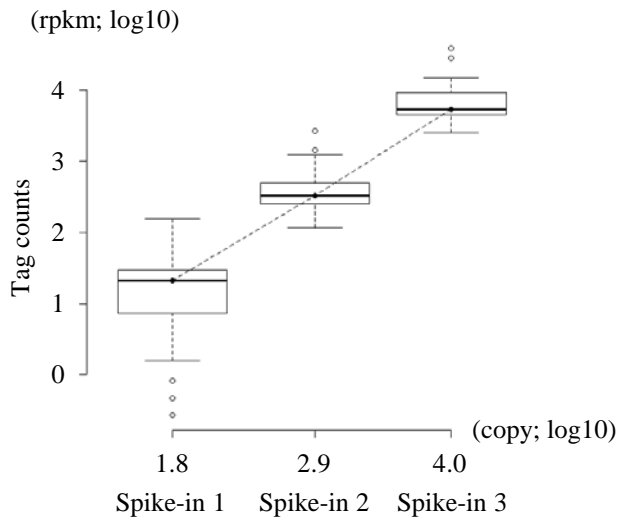 (rpkm; log10)
4
3
2
1
0
Tag counts
(copy; log10)
1.8 2.9 4.0
Spike-in 1 Spike-in 2 Spike-in 3